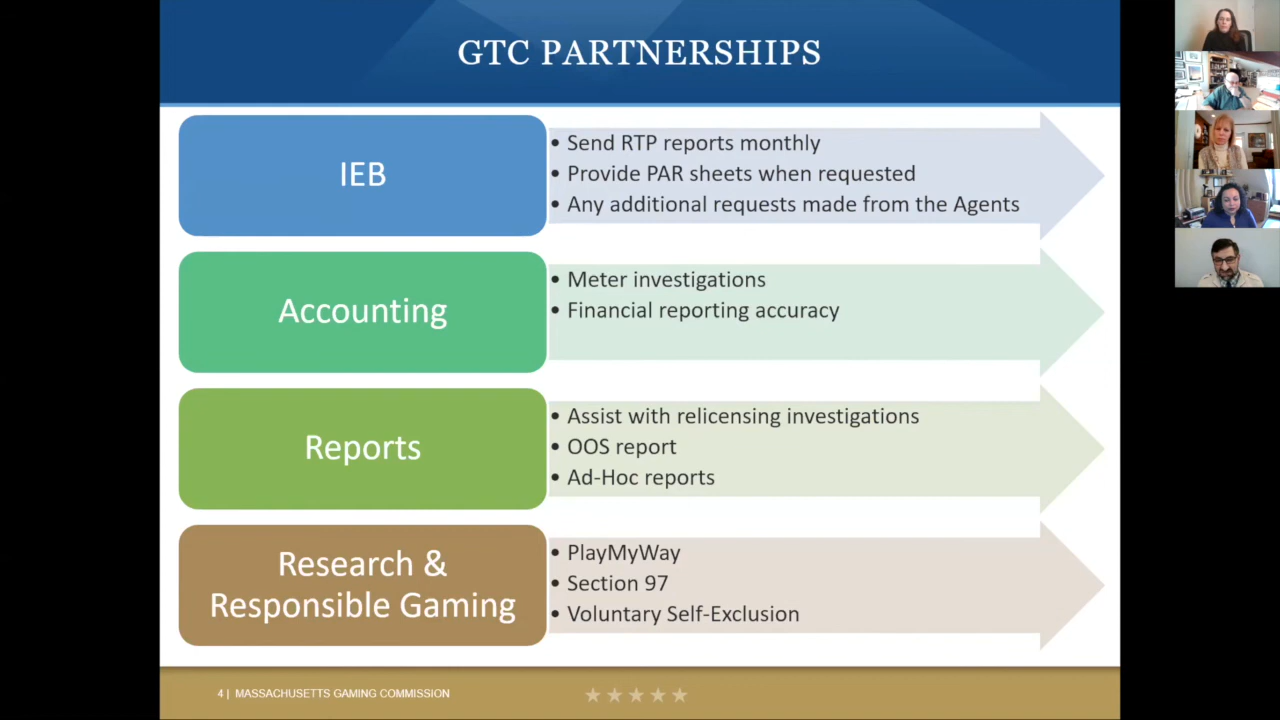 GTC PARTNERSHIPS
IEB
• Send RTP reports monthly
• Provide PAR sheets when requested
• Any additional requests made from the Agents
Accounting
• Meter investigations
• Financial reporting accuracy
Reports
• Assist with relicensing investigations
• OOS report
• Ad-Hoc reports
Research &
Responsible Gaming
• PlayMyWay
• Section 97
• Voluntary Self-Exclusion
4 | MASSACHUSETTS GAMING COMMISSION